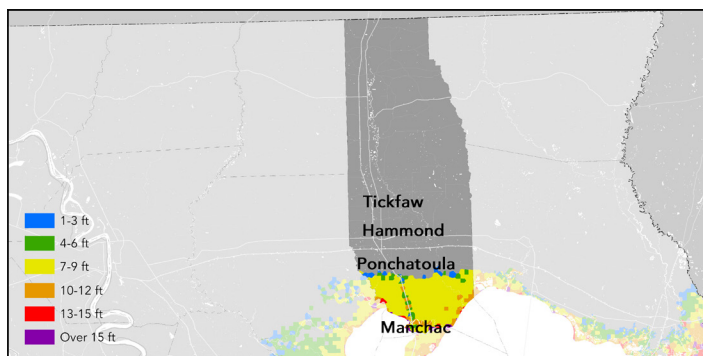 Tickfaw
Hammond
Ponchatoula
Manchac
1-3 ft
4-6 ft
7-9 ft
10-12 ft
13-15 ft
Over 15 ft